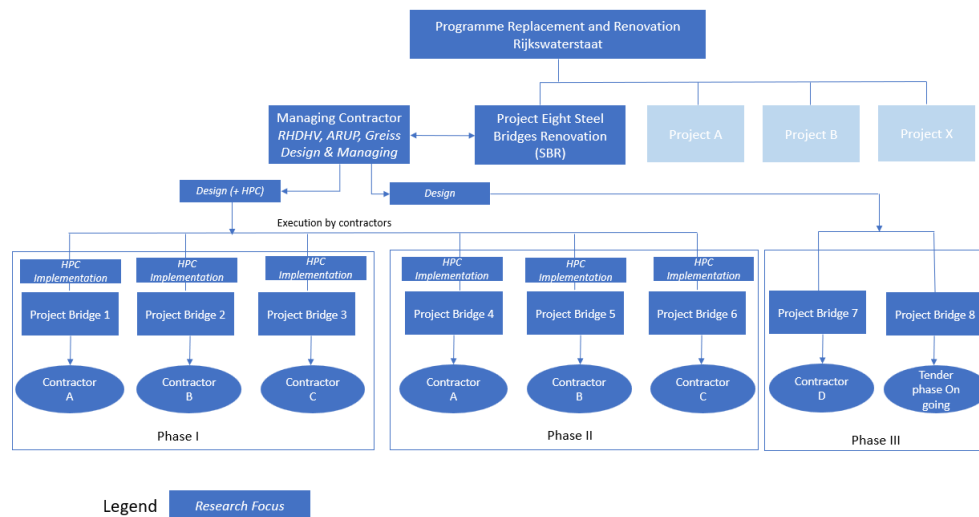 Programme Replacement and Renovation
Rijkswaterstaat
Managing Contractor
RHDHV, ARUP, Greiss
Design & Managing
Project Eight Steel
Bridges Renovation
(SBR)
Project A
Project B
Project X
Design (+ HPC)
Design
Execution by contractors
HPC
Implementation
HPC
Implementation
HPC
Implementation
HPC
Implementation
HPC
Implementation
HPC
Implementation
Project Bridge 1
Project Bridge 2
Project Bridge 3
Project Bridge 4
Project Bridge 5
Project Bridge 6
Project Bridge 7
Project Bridge 8
Contractor
A
Contractor
B
Contractor
C
Contractor
A
Contractor
B
Contractor
C
Contractor
D
Tender
phase On
going
Phase I
Phase II
Phase III
Legend
Research Focus